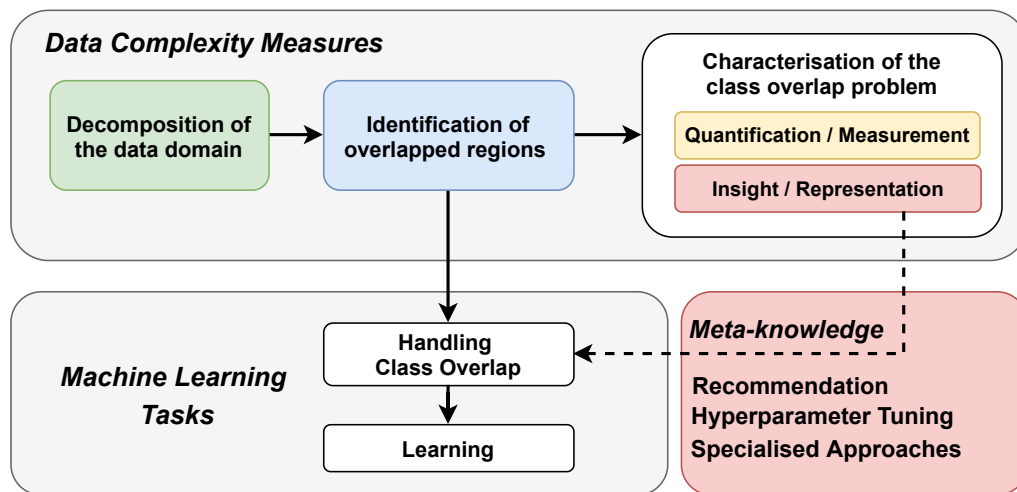 Data Complexity Measures
Decomposition of
the data domain
Identification of
overlapped regions
Characterisation of the
class overlap problem
Quantification / Measurement
Insight / Representation
Machine Learning
Tasks
Handling
Class Overlap
Learning
Meta-knowledge
Recommendation
Hyperparameter Tuning
Specialised Approaches